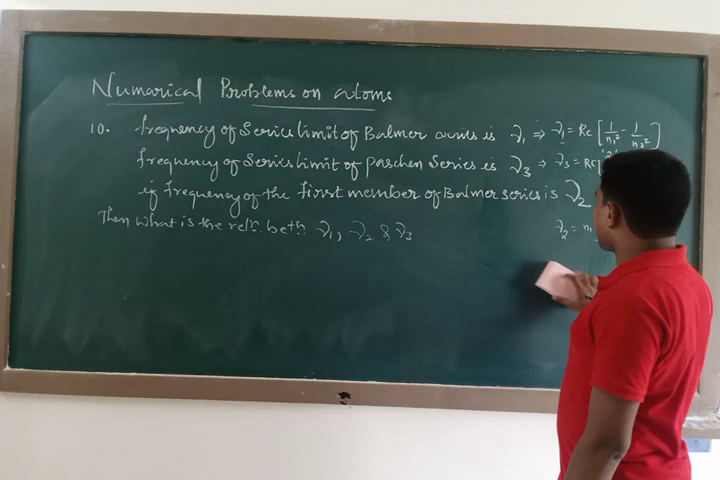 Numarical Problems on atoms
10. frequency of Series limit of Balmer series is ν₁ ⇒ ν₁ = Rc [1/n₁² - 1/n₂²]
frequency of Series limit of paschen Series is ν₃ ⇒ ν₃ = Rc [
if frequency of the first member of Balmer series is ν₂
Then What is the relⁿ. beth. ν₁, ν₂ & ν₃
ν₂ = n₁